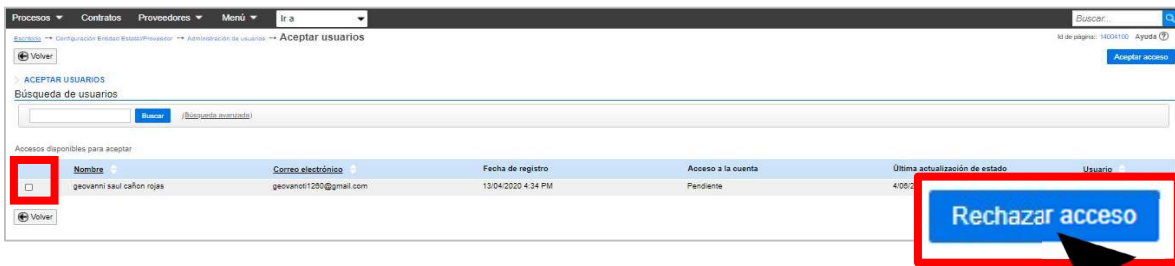 Procesos Contratos Proveedores Menú Ir a Buscar...
Escritorio → Configuración Entidad Estatal/Proveedor → Administración de usuarios → Aceptar usuarios Id de página:: 14004100 Ayuda ?
Volver Aceptar acceso
ACEPTAR USUARIOS
Búsqueda de usuarios
Buscar (Búsqueda avanzada)
Accesos disponibles para aceptar
Nombre Correo electrónico Fecha de registro Acceso a la cuenta Última actualización de estado Usuario
geovanni saul cañon rojas geovanoti1260@gmail.com 13/04/2020 4:34 PM Pendiente
Volver
Rechazar acceso